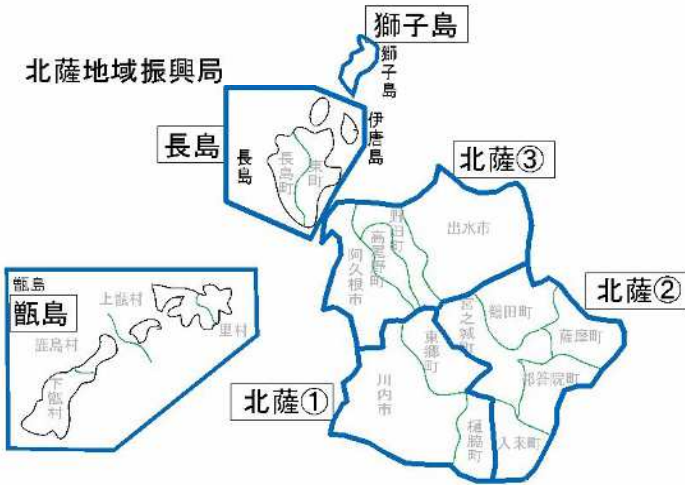 獅子島
獅子島
北薩地域振興局
伊唐島
長島
長島
長島町
東町
北薩③
野田町
出水市
高尾野町
阿久根市
甑島
甑島
上甑村
里村
鹿島村
下甑村
北薩②
宮之城町
鶴田町
薩摩町
東郷町
祁答院町
川内市
北薩①
樋脇町
入来町